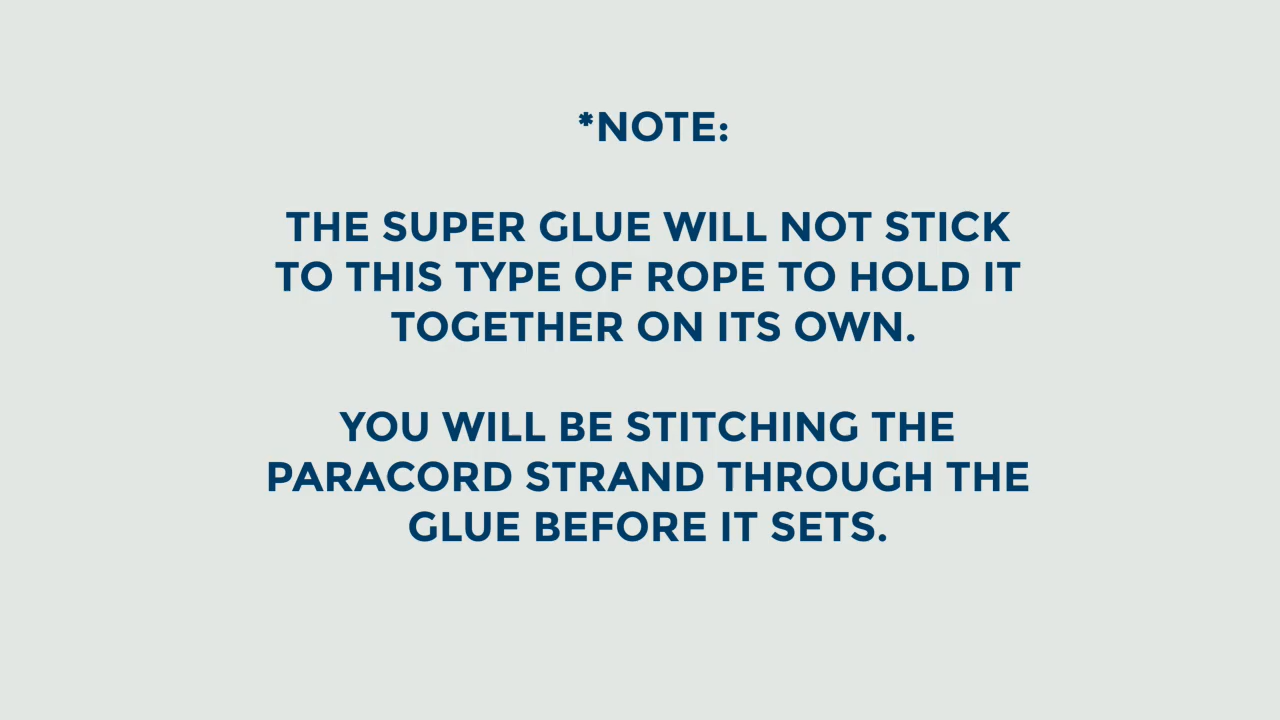 *NOTE:
THE SUPER GLUE WILL NOT STICK
TO THIS TYPE OF ROPE TO HOLD IT
TOGETHER ON ITS OWN.
YOU WILL BE STITCHING THE
PARACORD STRAND THROUGH THE
GLUE BEFORE IT SETS.